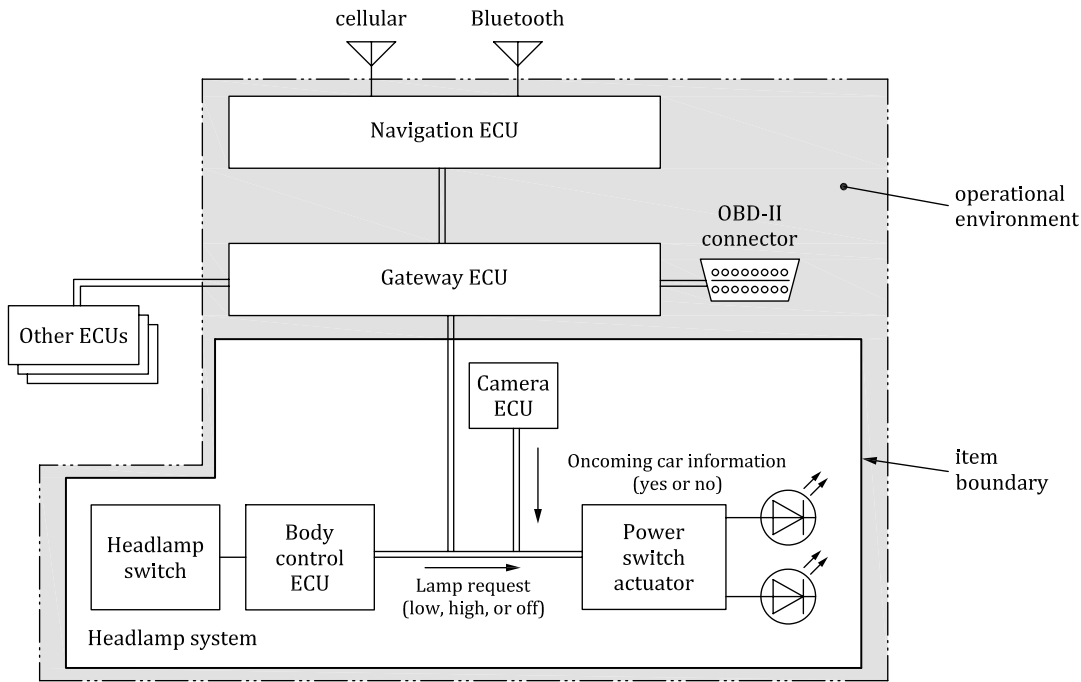 cellular
Bluetooth
Navigation ECU
operational
environment
OBD-II
connector
Gateway ECU
Other ECUs
Camera
ECU
Oncoming car information
(yes or no)
item
boundary
Headlamp
switch
Body
control
ECU
Power
switch
actuator
Lamp request
(low, high, or off)
Headlamp system